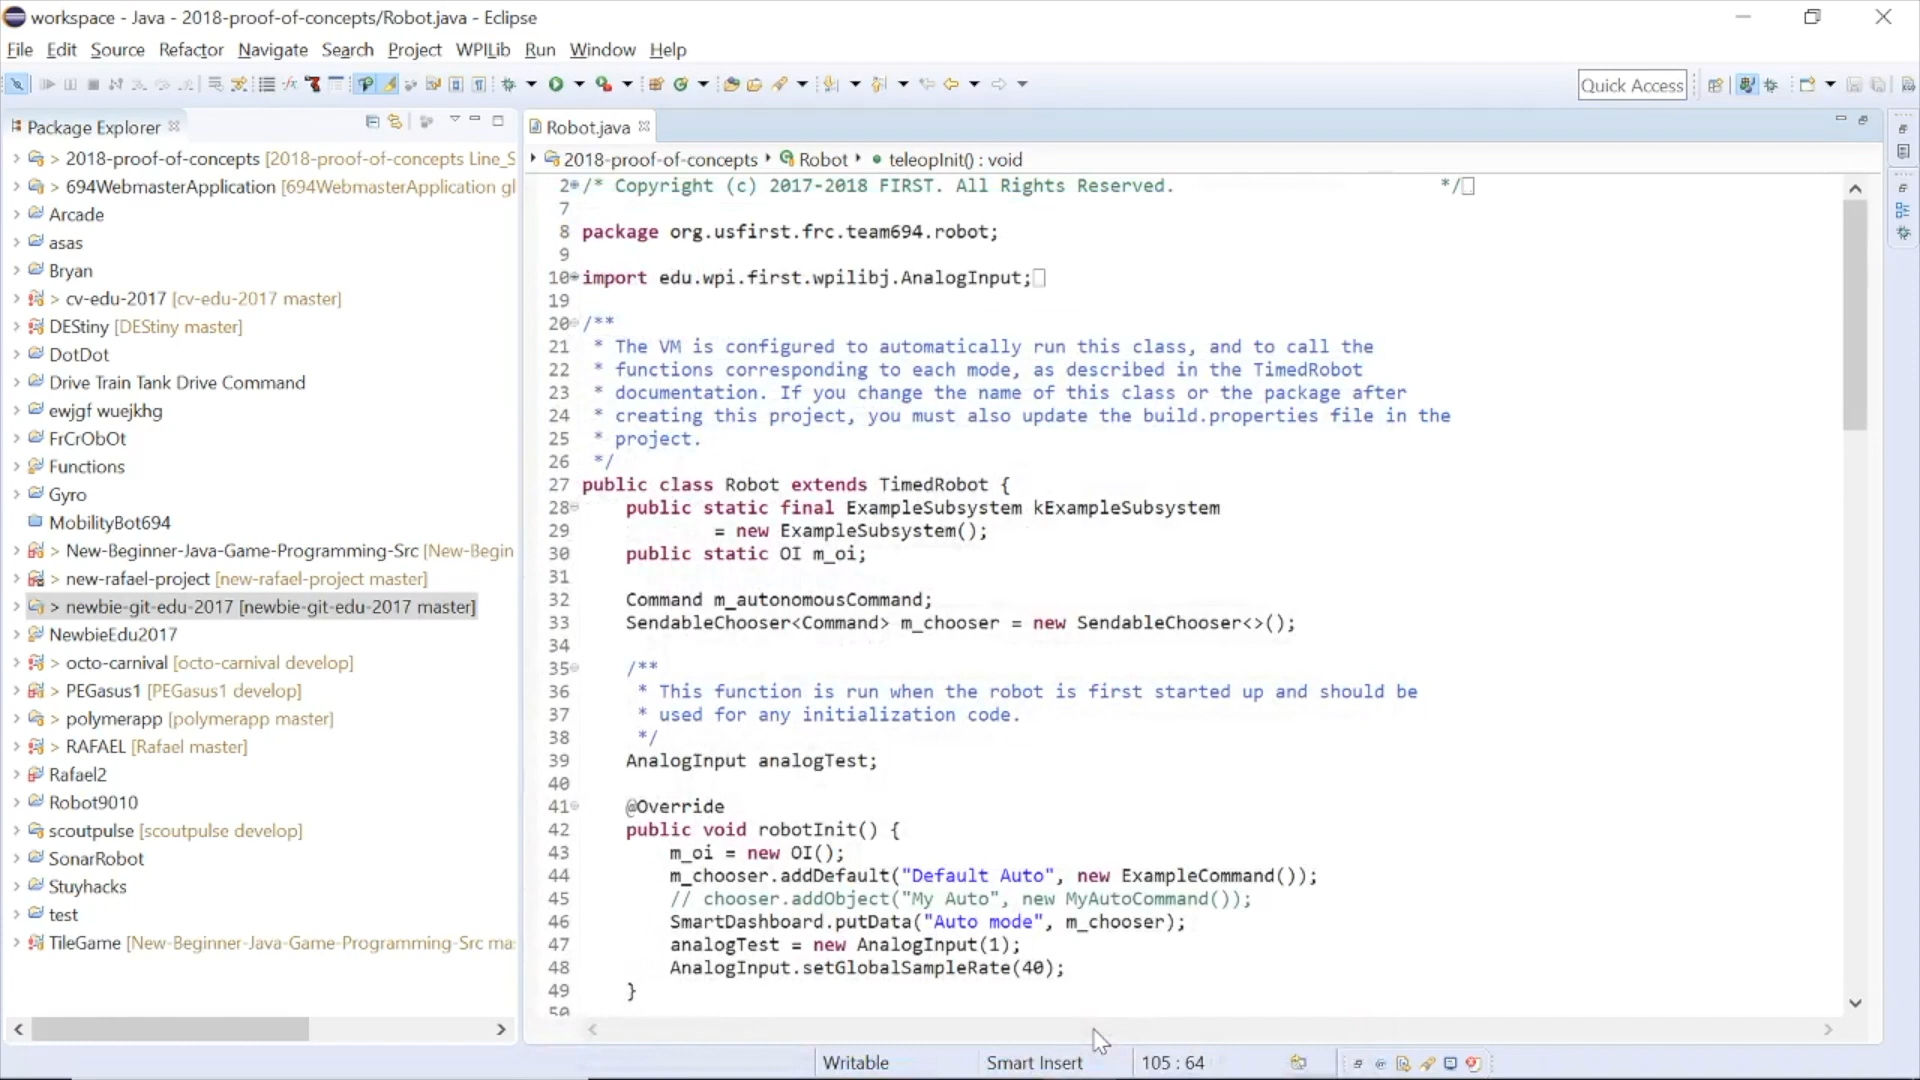 workspace - Java - 2018-proof-of-concepts/Robot.java - Eclipse
File Edit Source Refactor Navigate Search Project WPILib Run Window Help
Quick Access
Package Explorer
> 2018-proof-of-concepts [2018-proof-of-concepts Line_S
> 694WebmasterApplication [694WebmasterApplication gl
Arcade
asas
Bryan
> cv-edu-2017 [cv-edu-2017 master]
DEStiny [DEStiny master]
DotDot
Drive Train Tank Drive Command
ewjgf wuejkhg
FrCrObOt
Functions
Gyro
MobilityBot694
> New-Beginner-Java-Game-Programming-Src [New-Begin
> new-rafael-project [new-rafael-project master]
> newbie-git-edu-2017 [newbie-git-edu-2017 master]
NewbieEdu2017
> octo-carnival [octo-carnival develop]
> PEGasus1 [PEGasus1 develop]
> polymerapp [polymerapp master]
> RAFAEL [Rafael master]
Rafael2
Robot9010
scoutpulse [scoutpulse develop]
SonarRobot
Stuyhacks
test
TileGame [New-Beginner-Java-Game-Programming-Src ma
Robot.java
2018-proof-of-concepts Robot teleopInit() : void
2 /* Copyright (c) 2017-2018 FIRST. All Rights Reserved. */
7
8 package org.usfirst.frc.team694.robot;
9
10 import edu.wpi.first.wpilibj.AnalogInput;
19
20 /**
21 * The VM is configured to automatically run this class, and to call the
22 * functions corresponding to each mode, as described in the TimedRobot
23 * documentation. If you change the name of this class or the package after
24 * creating this project, you must also update the build.properties file in the
25 * project.
26 */
27 public class Robot extends TimedRobot {
28 public static final ExampleSubsystem kExampleSubsystem
29 = new ExampleSubsystem();
30 public static OI m_oi;
31
32 Command m_autonomousCommand;
33 SendableChooser<Command> m_chooser = new SendableChooser<>();
34
35 /**
36 * This function is run when the robot is first started up and should be
37 * used for any initialization code.
38 */
39 AnalogInput analogTest;
40
41 @Override
42 public void robotInit() {
43 m_oi = new OI();
44 m_chooser.addDefault("Default Auto", new ExampleCommand());
45 // chooser.addObject("My Auto", new MyAutoCommand());
46 SmartDashboard.putData("Auto mode", m_chooser);
47 analogTest = new AnalogInput(1);
48 AnalogInput.setGlobalSampleRate(40);
49 }
50
Writable Smart Insert 105 : 64